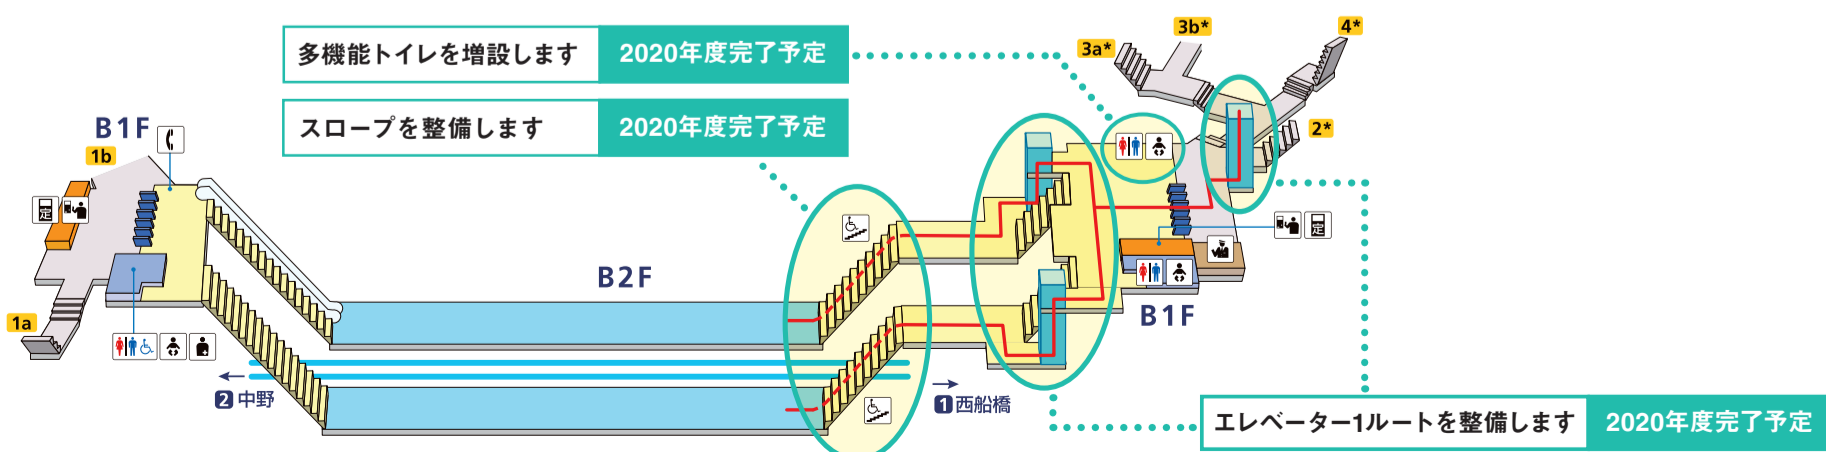 多機能トイレを増設します 2020年度完了予定
スロープを整備します 2020年度完了予定
3a*
3b*
4*
2*
B1F
1b
定
1a
B2F
定
B1F
2 中野
1 西船橋
エレベーター1ルートを整備します 2020年度完了予定